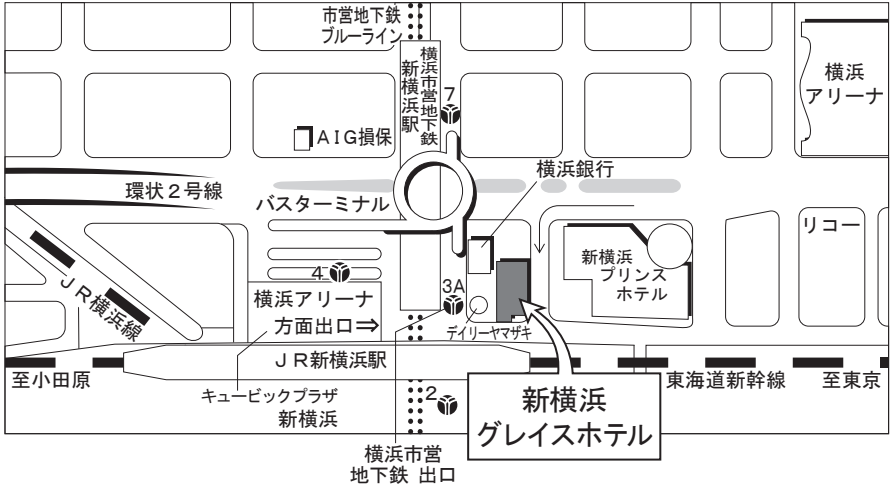 市営地下鉄
ブルーライン
横浜市営地下鉄
新横浜駅
7
横浜
アリーナ
AIG損保
横浜銀行
環状2号線
バスターミナル
リコー
新横浜
プリンス
ホテル
4
3A
JR横浜線
横浜アリーナ
方面出口⇒
デイリーヤマザキ
JR新横浜駅
至小田原
東海道新幹線
至東京
キュービックプラザ
新横浜
2
新横浜
グレイスホテル
横浜市営
地下鉄 出口